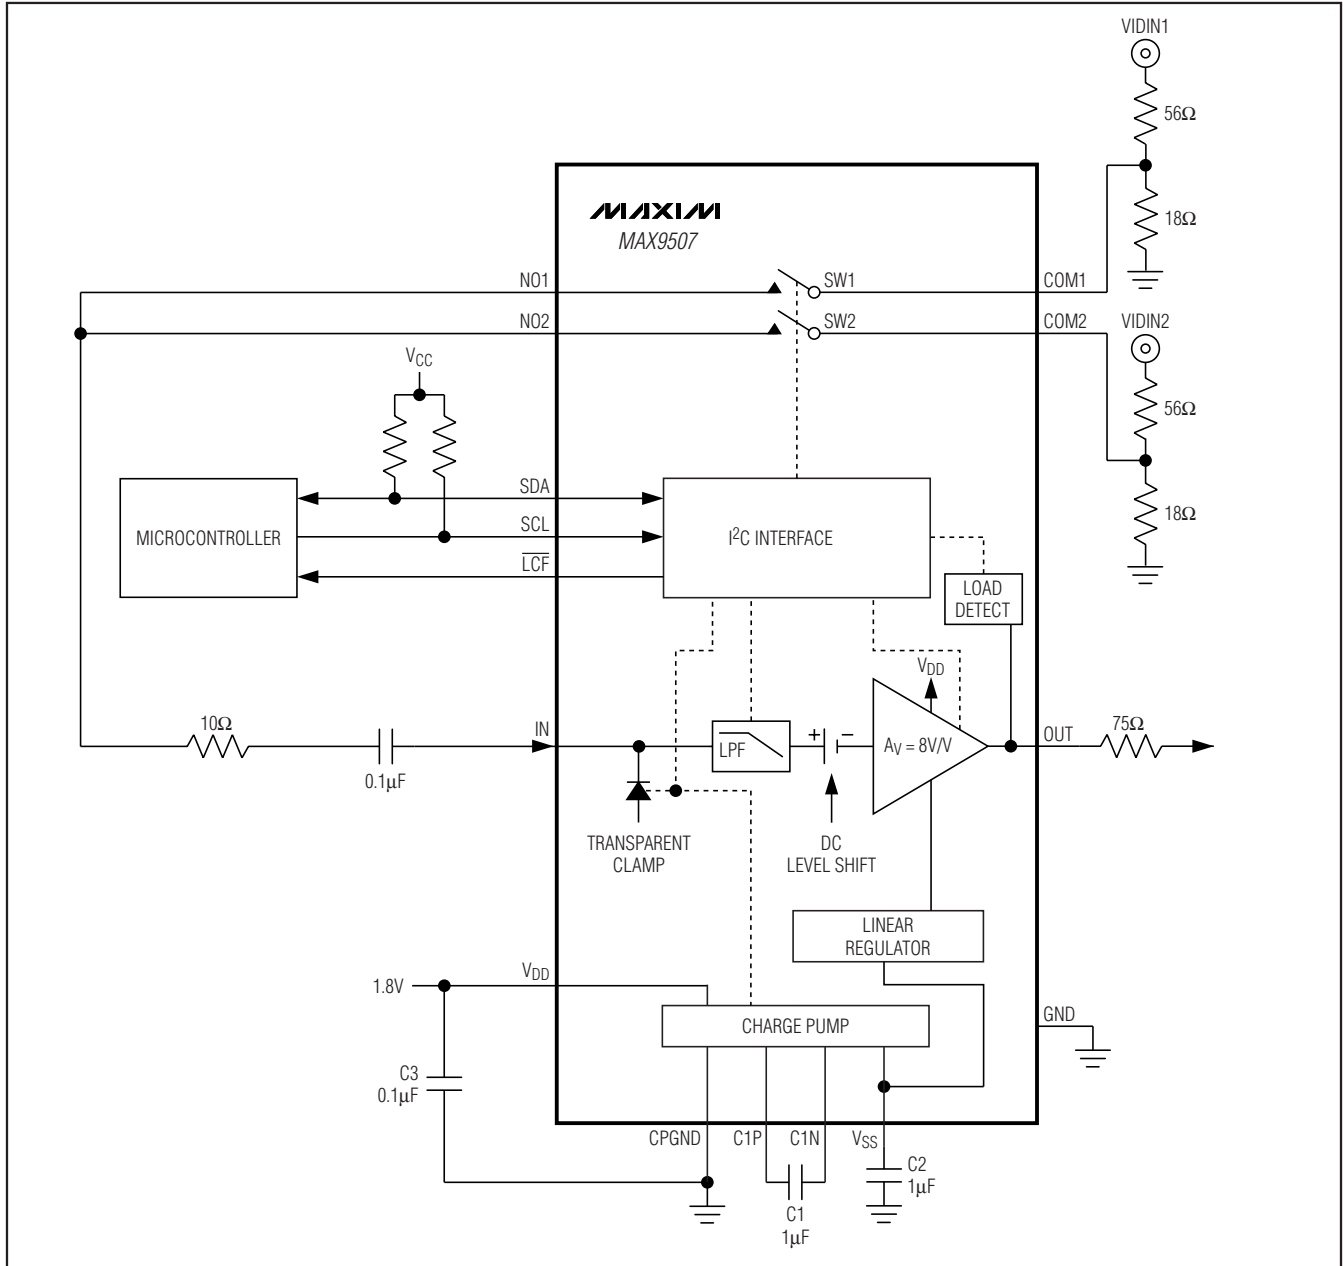 VIDIN1
56Ω
18Ω
MAXIM
MAX9507
NO1
SW1
COM1
NO2
SW2
COM2
VIDIN2
56Ω
18Ω
VCC
MICROCONTROLLER
SDA
SCL
LCF
I2C INTERFACE
LOAD
DETECT
VDD
10Ω
0.1µF
IN
LPF
+
−
AV = 8V/V
OUT
75Ω
TRANSPARENT
CLAMP
DC
LEVEL SHIFT
LINEAR
REGULATOR
1.8V
VDD
CHARGE PUMP
GND
C3
0.1µF
CPGND
C1P
C1N
VSS
C1
1µF
C2
1µF